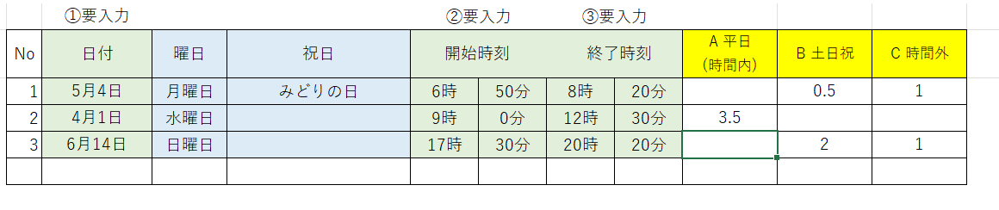 ①要入力 ②要入力 ③要入力
No 日付 曜日 祝日 開始時刻 終了時刻 A 平日 (時間内) B 土日祝 C 時間外
1 5月4日 月曜日 みどりの日 6時 50分 8時 20分 0.5 1
2 4月1日 水曜日 9時 0分 12時 30分 3.5
3 6月14日 日曜日 17時 30分 20時 20分 2 1